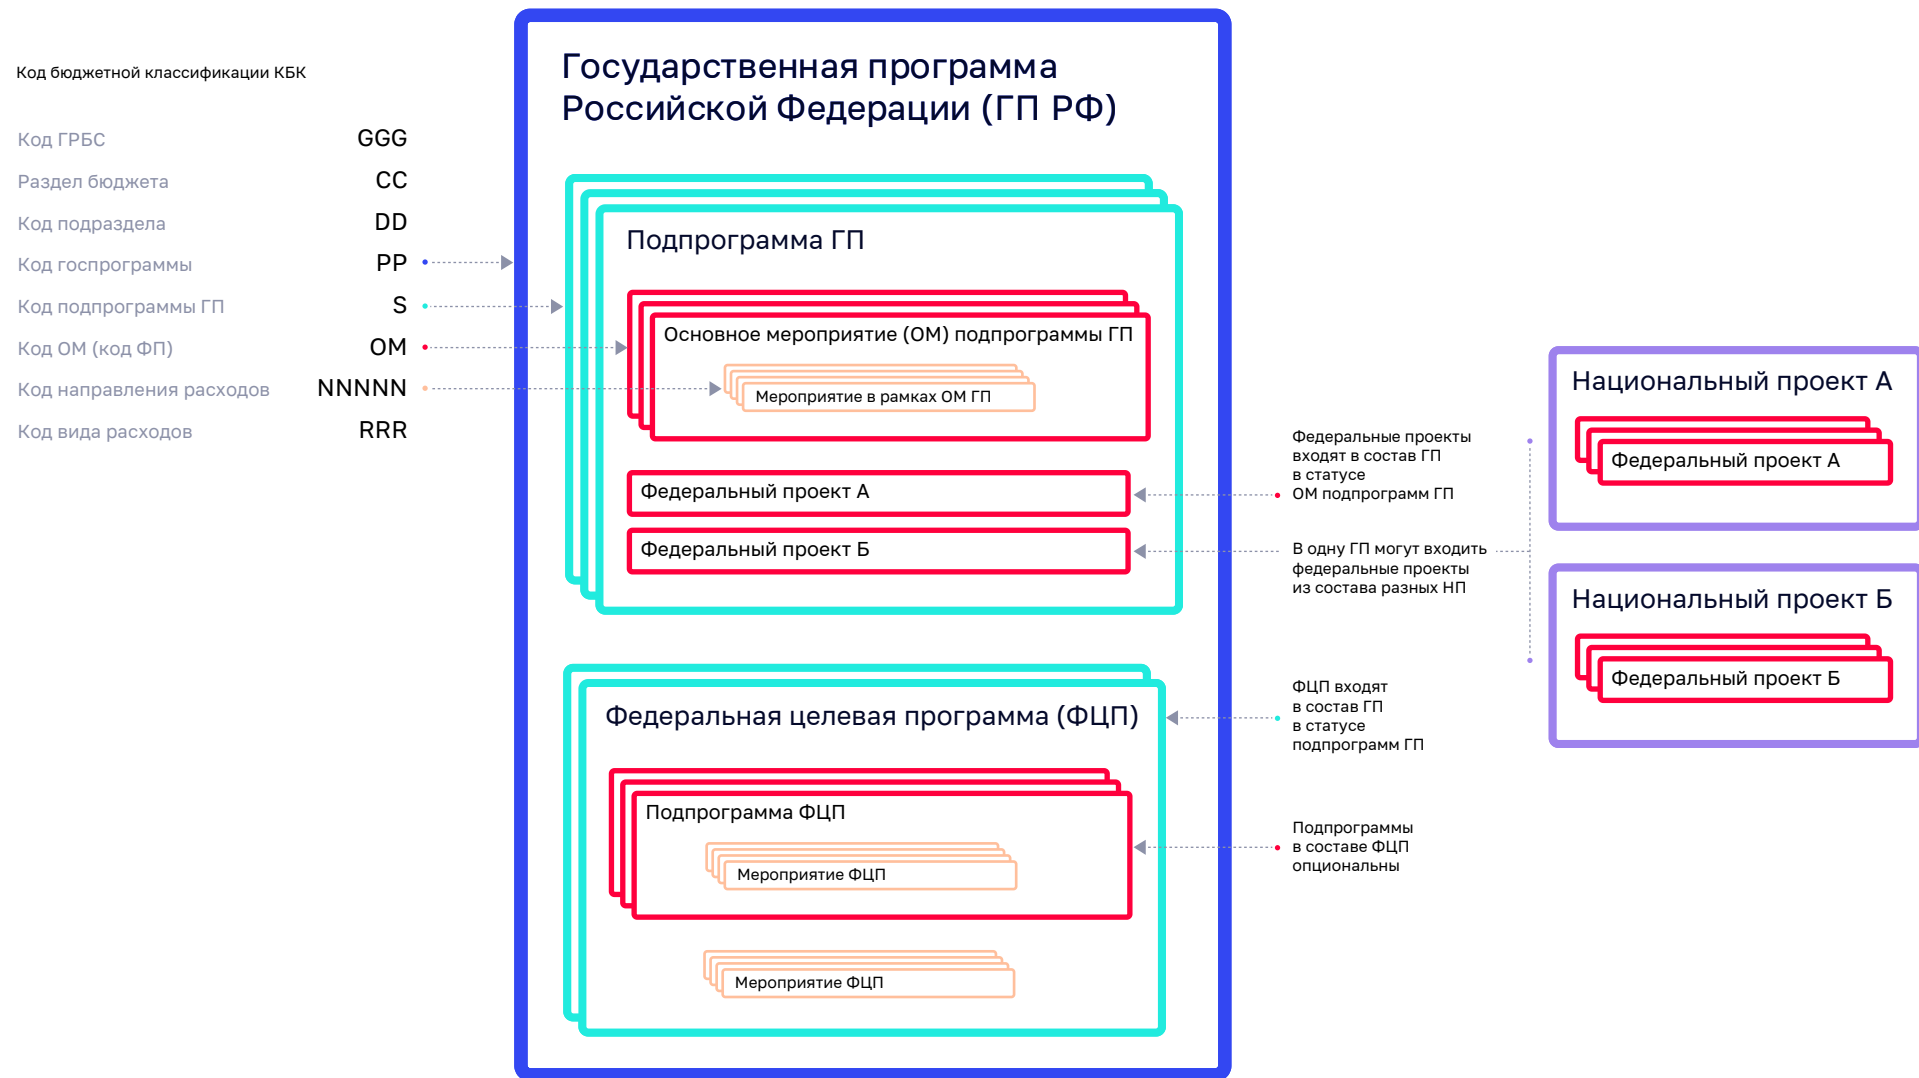 Код бюджетной классификации КБК
Код ГРБС GGG
Раздел бюджета CC
Код подраздела DD
Код госпрограммы PP
Код подпрограммы ГП S
Код ОМ (код ФП) OM
Код направления расходов NNNNN
Код вида расходов RRR
Государственная программа
Российской Федерации (ГП РФ)
Подпрограмма ГП
Основное мероприятие (ОМ) подпрограммы ГП
Мероприятие в рамках ОМ ГП
Федеральный проект А
Федеральный проект Б
Федеральная целевая программа (ФЦП)
Подпрограмма ФЦП
Мероприятие ФЦП
Мероприятие ФЦП
Федеральные проекты
входят в состав ГП
в статусе
ОМ подпрограмм ГП
В одну ГП могут входить
федеральные проекты
из состава разных НП
ФЦП входят
в состав ГП
в статусе
подпрограмм ГП
Подпрограммы
в составе ФЦП
опциональны
Национальный проект А
Федеральный проект А
Национальный проект Б
Федеральный проект Б